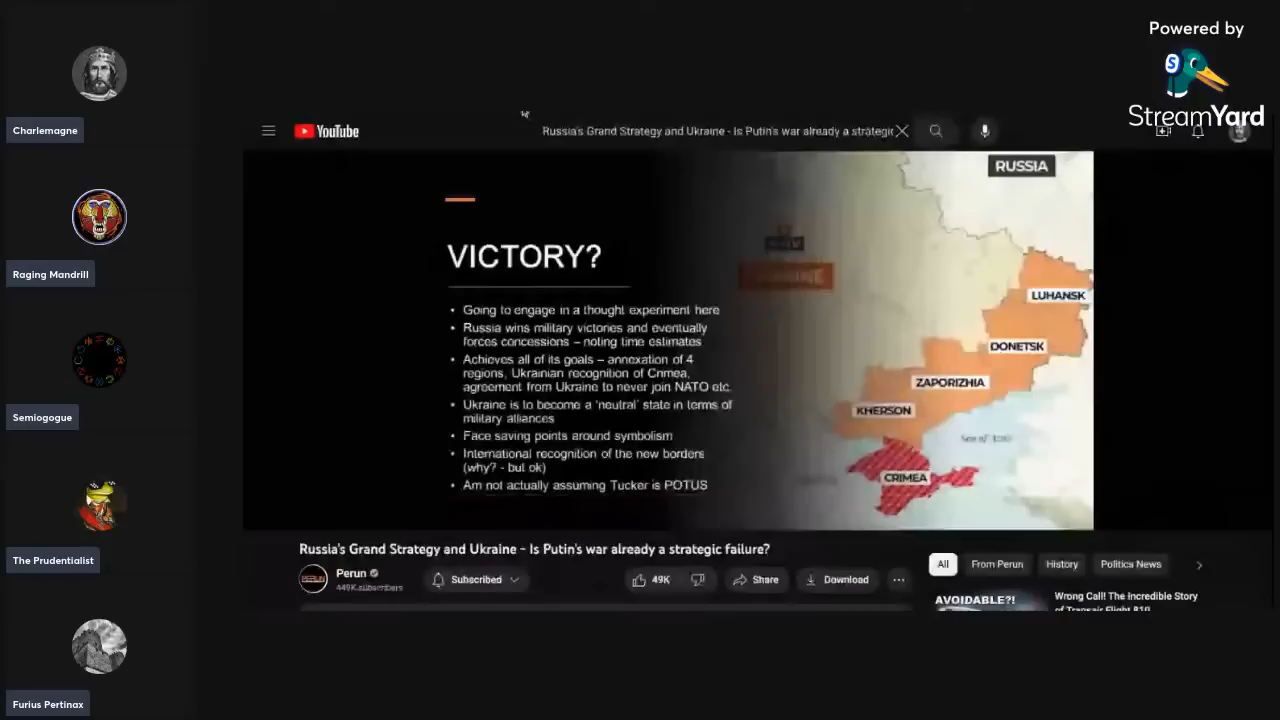 Powered by
StreamYard
Charlemagne
Raging Mandrill
Semiogogue
The Prudentialist
Furius Pertinax
YouTube
Russia's Grand Strategy and Ukraine - Is Putin's war already a strategic
RUSSIA
LUHANSK
DONETSK
ZAPORIZHIA
KHERSON
CRIMEA
VICTORY?
• Going to engage in a thought experiment here
• Russia wins military victories and eventually
forces concessions – noting time estimates
• Achieves all of its goals – annexation of 4
regions, Ukrainian recognition of Crimea,
agreement from Ukraine to never join NATO etc.
• Ukraine is to become a 'neutral' state in terms of
military alliances
• Face saving points around symbolism
• International recognition of the new borders
(why? - but ok)
• Am not actually assuming Tucker is POTUS
Russia's Grand Strategy and Ukraine - Is Putin's war already a strategic failure?
Perun
449K subscribers
Subscribed
49K
Share
Download
All
From Perun
History
Politics News
AVOIDABLE?!
Wrong Call! The Incredible Story
of Transair Flight 810